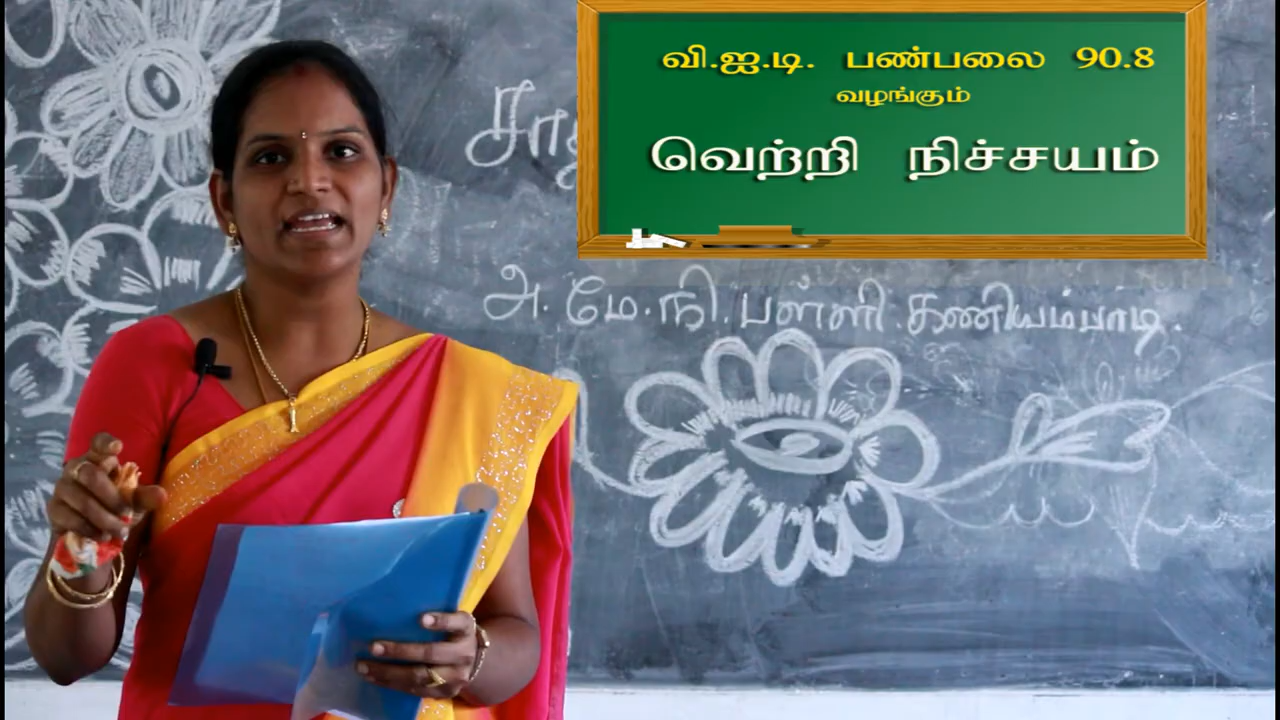 வி.ஐ.டி. பண்பலை 90.8
வழங்கும்
வெற்றி நிச்சயம்
அ.மே.நி.பள்ளி.கணியம்பாடி.